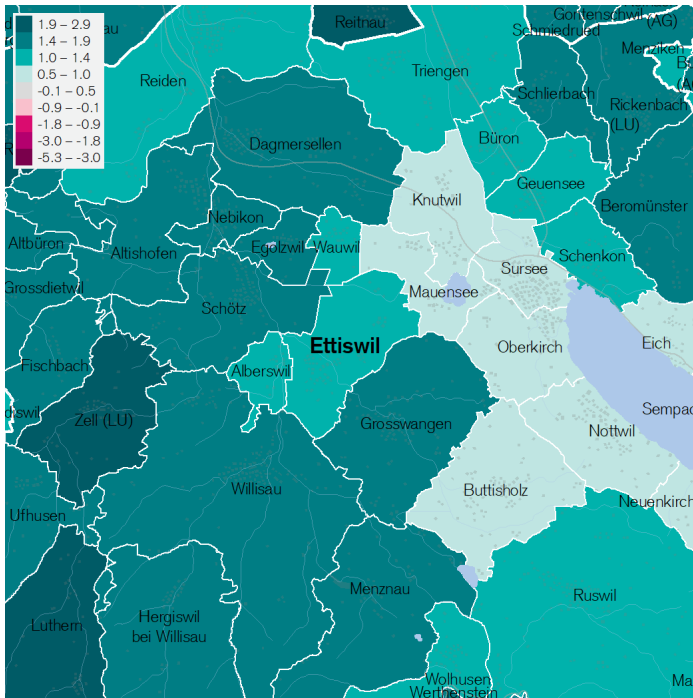 1.9 – 2.9
1.4 – 1.9
1.0 – 1.4
0.5 – 1.0
-0.1 – 0.5
-0.9 – -0.1
-1.8 – -0.9
-3.0 – -1.8
-5.3 – -3.0
Reitnau
Schmiedrued
(AG)
Menziken
Reiden
Triengen
Schlierbach
Rickenbach
(LU)
Dagmersellen
Büron
Geuensee
Knutwil
Beromünster
Nebikon
Altbüron
Altishofen
Egolzwil
Wauwil
Schenkon
Sursee
Grossdietwil
Mauensee
Schötz
Ettiswil
Oberkirch
Eich
Fischbach
Alberswil
Sempac
Zell (LU)
Grosswangen
Nottwil
Willisau
Buttisholz
Neuenkirch
Ufhusen
Menznau
Ruswil
Luthern
Hergiswil
bei Willisau
Wolhusen
Werthenstein
Ma